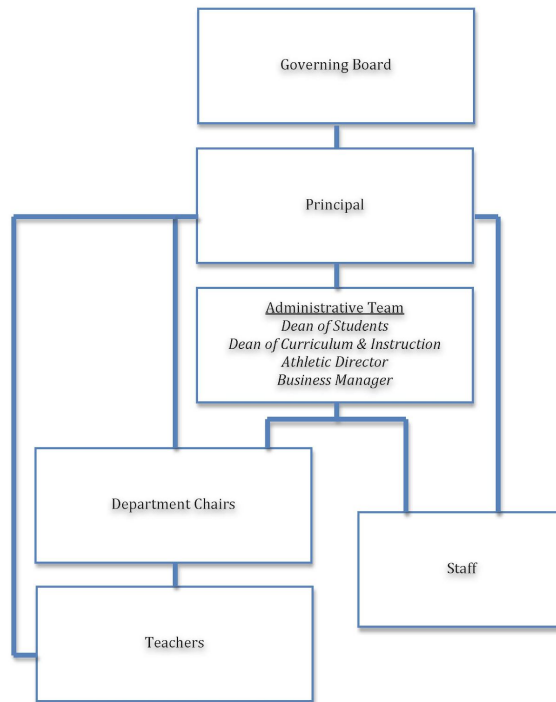 Governing Board
Principal
Administrative Team
Dean of Students
Dean of Curriculum & Instruction
Athletic Director
Business Manager
Department Chairs
Staff
Teachers